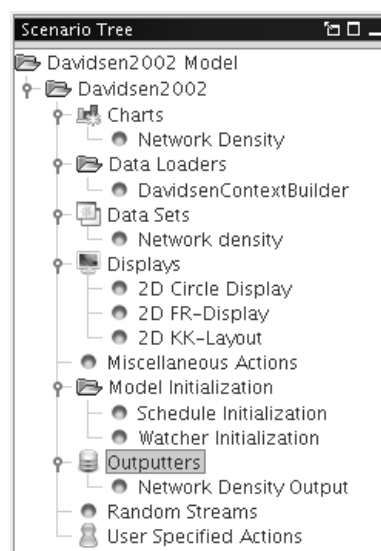 Scenario Tree
Davidsen2002 Model
Davidsen2002
Charts
Network Density
Data Loaders
DavidsenContextBuilder
Data Sets
Network density
Displays
2D Circle Display
2D FR-Display
2D KK-Layout
Miscellaneous Actions
Model Initialization
Schedule Initialization
Watcher Initialization
Outputters
Network Density Output
Random Streams
User Specified Actions